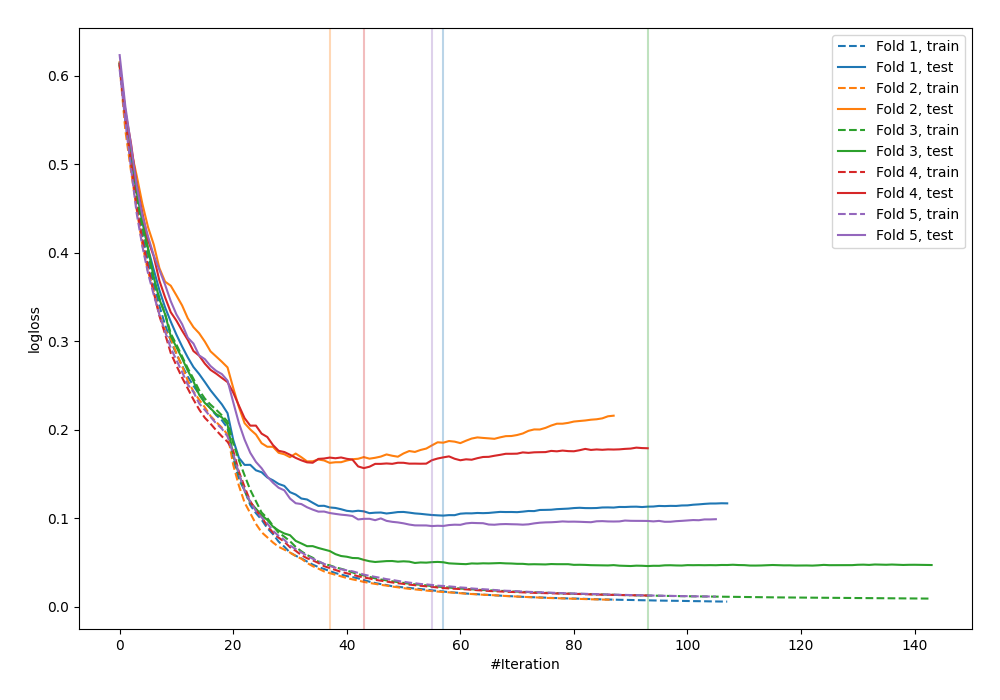 0.6
0.5
0.4
0.3
0.2
0.1
0.0
logloss
0 20 40 60 80 100 120 140
#Iteration
Fold 1, train
Fold 1, test
Fold 2, train
Fold 2, test
Fold 3, train
Fold 3, test
Fold 4, train
Fold 4, test
Fold 5, train
Fold 5, test